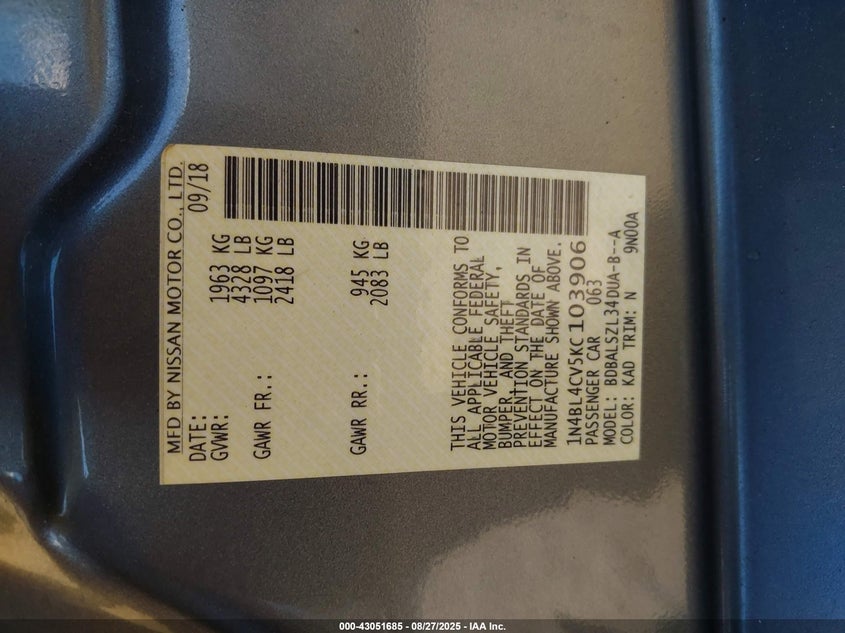 MFD BY NISSAN MOTOR CO., LTD.
DATE: 09/18
GVWR: 1963 KG
4328 LB
GAWR FR.: 1097 KG
2418 LB
GAWR RR.: 945 KG
2083 LB
THIS VEHICLE CONFORMS TO
ALL APPLICABLE FEDERAL
MOTOR VEHICLE SAFETY,
BUMPER, AND THEFT
PREVENTION STANDARDS IN
EFFECT ON THE DATE OF
MANUFACTURE SHOWN ABOVE.
1N4BL4CV5KC103906
PASSENGER CAR 063
MODEL: BDBALSZL34DUA-B--A
COLOR: KAD TRIM: N 9N00A
000-43051685 - 08/27/2025 - IAA Inc.